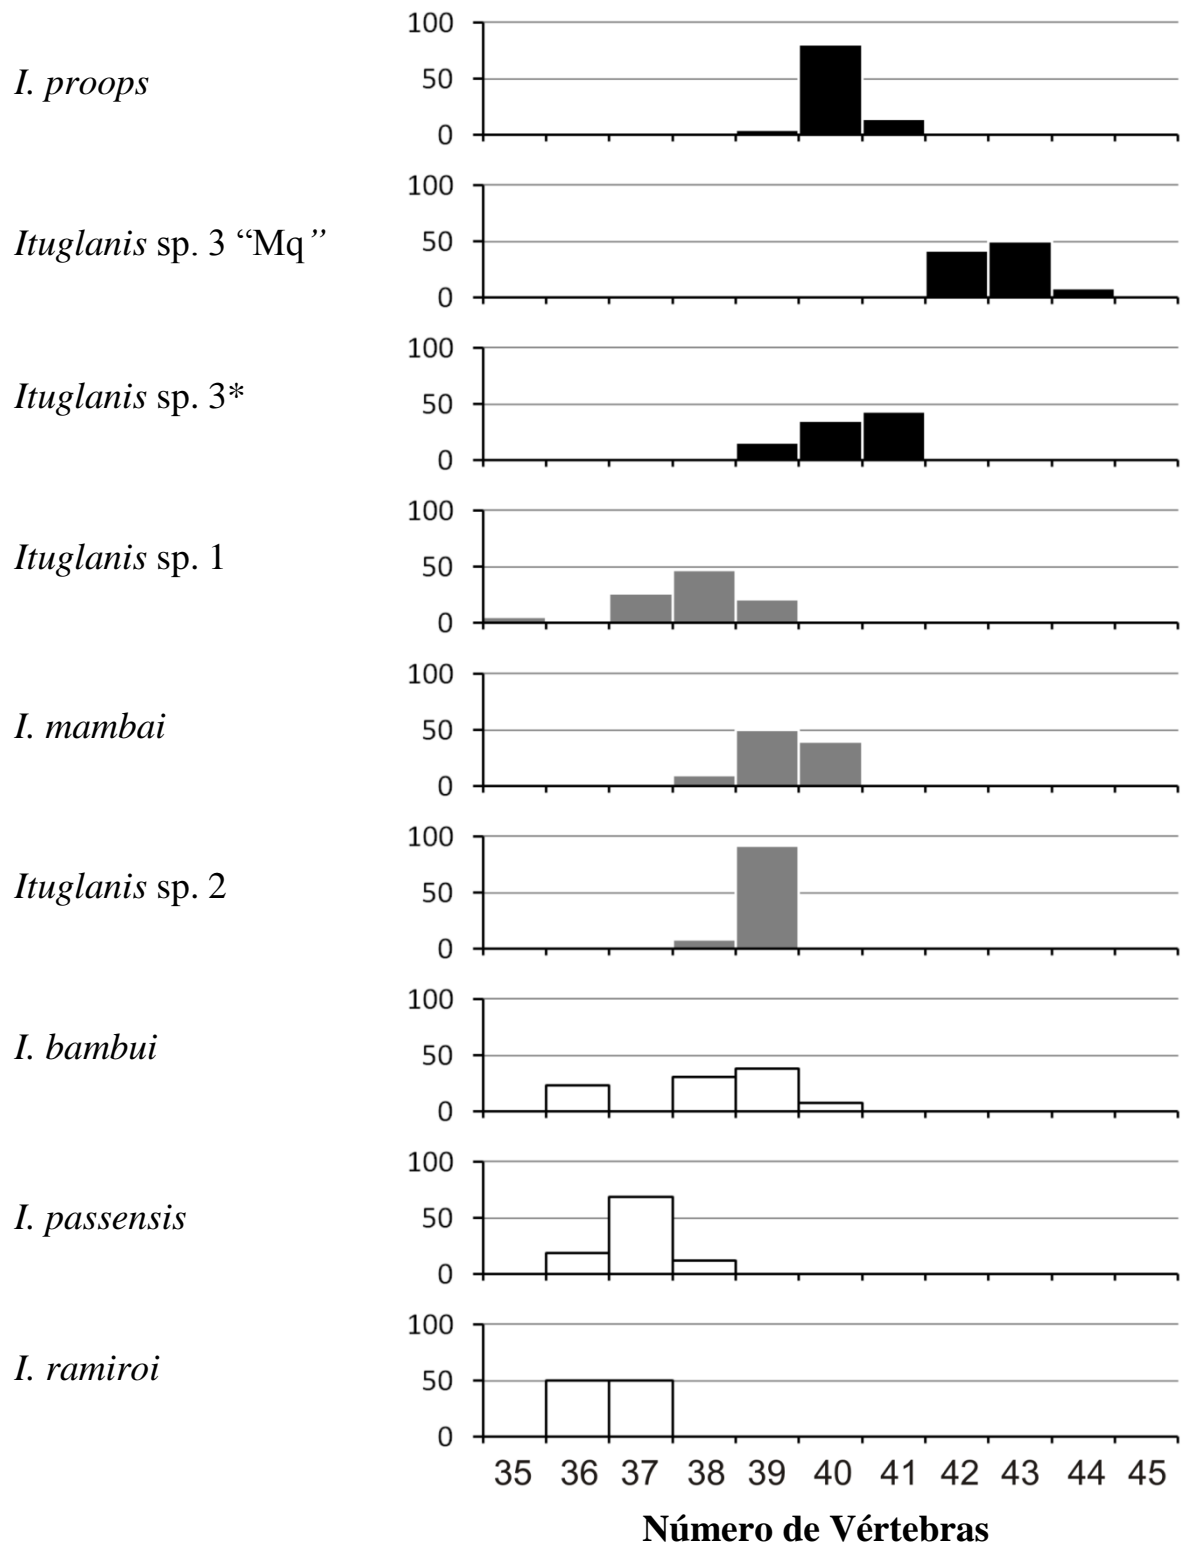 I. proops
100
50
0
Ituglanis sp. 3 “Mq”
100
50
0
Ituglanis sp. 3*
100
50
0
Ituglanis sp. 1
100
50
0
I. mambai
100
50
0
Ituglanis sp. 2
100
50
0
I. bambui
100
50
0
I. passensis
100
50
0
I. ramiroi
100
50
0
35 36 37 38 39 40 41 42 43 44 45
Número de Vértebras